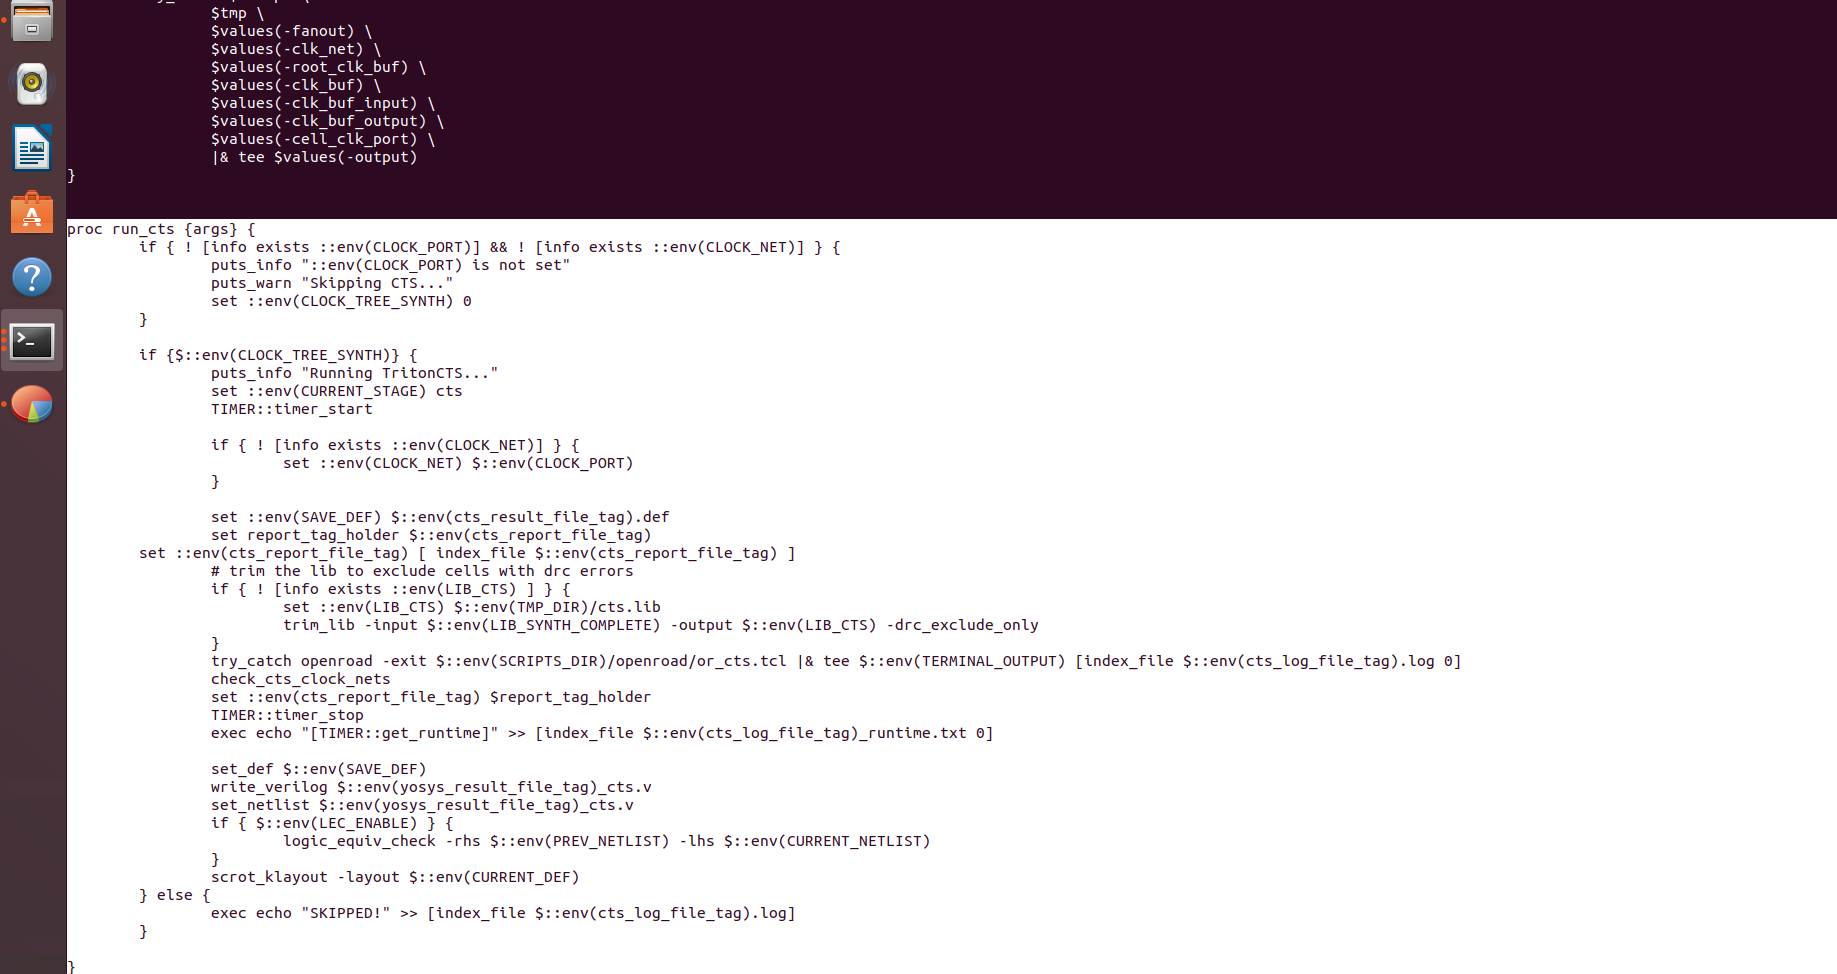 $tmp \
$values(-fanout) \
$values(-clk_net) \
$values(-root_clk_buf) \
$values(-clk_buf) \
$values(-clk_buf_input) \
$values(-clk_buf_output) \
$values(-cell_clk_port) \
|& tee $values(-output)
}
proc run_cts {args} {
if { ! [info exists ::env(CLOCK_PORT)] && ! [info exists ::env(CLOCK_NET)] } {
puts_info "::env(CLOCK_PORT) is not set"
puts_warn "Skipping CTS..."
set ::env(CLOCK_TREE_SYNTH) 0
}
if {$::env(CLOCK_TREE_SYNTH)} {
puts_info "Running TritonCTS..."
set ::env(CURRENT_STAGE) cts
TIMER::timer_start
if { ! [info exists ::env(CLOCK_NET)] } {
set ::env(CLOCK_NET) $::env(CLOCK_PORT)
}
set ::env(SAVE_DEF) $::env(cts_result_file_tag).def
set report_tag_holder $::env(cts_report_file_tag)
set ::env(cts_report_file_tag) [ index_file $::env(cts_report_file_tag) ]
# trim the lib to exclude cells with drc errors
if { ! [info exists ::env(LIB_CTS) ] } {
set ::env(LIB_CTS) $::env(TMP_DIR)/cts.lib
trim_lib -input $::env(LIB_SYNTH_COMPLETE) -output $::env(LIB_CTS) -drc_exclude_only
}
try_catch openroad -exit $::env(SCRIPTS_DIR)/openroad/or_cts.tcl |& tee $::env(TERMINAL_OUTPUT) [index_file $::env(cts_log_file_tag).log 0]
check_cts_clock_nets
set ::env(cts_report_file_tag) $report_tag_holder
TIMER::timer_stop
exec echo "[TIMER::get_runtime]" >> [index_file $::env(cts_log_file_tag)_runtime.txt 0]
set_def $::env(SAVE_DEF)
write_verilog $::env(yosys_result_file_tag)_cts.v
set_netlist $::env(yosys_result_file_tag)_cts.v
if { $::env(LEC_ENABLE) } {
logic_equiv_check -rhs $::env(PREV_NETLIST) -lhs $::env(CURRENT_NETLIST)
}
scrot_klayout -layout $::env(CURRENT_DEF)
} else {
exec echo "SKIPPED!" >> [index_file $::env(cts_log_file_tag).log]
}
}